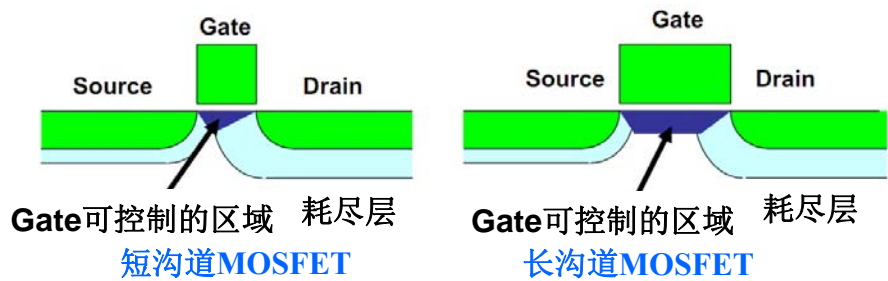 Gate
Source
Drain
Gate可控制的区域
耗尽层
短沟道MOSFET
Gate
Source
Drain
Gate可控制的区域
耗尽层
长沟道MOSFET